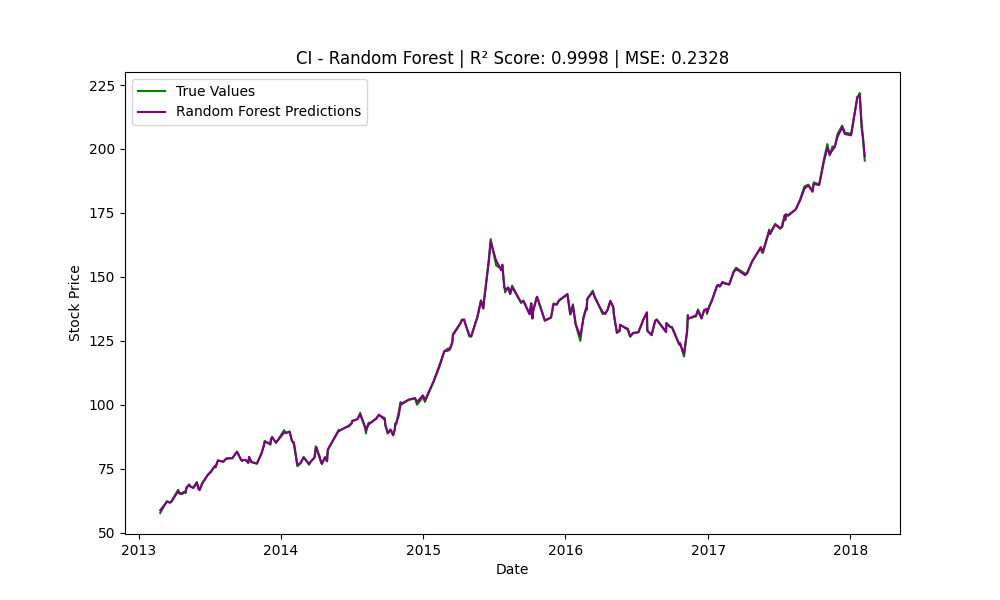 CI - Random Forest | R² Score: 0.9998 | MSE: 0.2328
True Values
Random Forest Predictions
225
200
175
150
125
100
75
50
Stock Price
2013 2014 2015 2016 2017 2018
Date